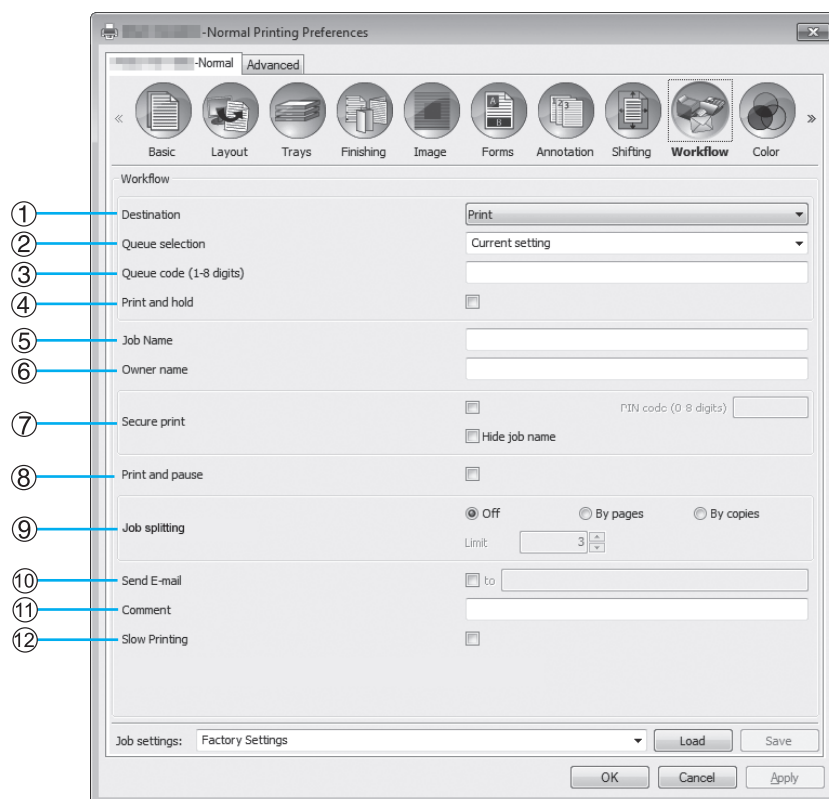 -Normal Printing Preferences
-Normal Advanced
« Basic Layout Trays Finishing Image Forms Annotation Shifting Workflow Color »
Workflow
① Destination Print
② Queue selection Current setting
③ Queue code (1-8 digits)
④ Print and hold
⑤ Job Name
⑥ Owner name
⑦ Secure print PIN code (0-8 digits)
Hide job name
⑧ Print and pause
⑨ Job splitting Off By pages By copies
Limit 3
⑩ Send E-mail to
⑪ Comment
⑫ Slow Printing
Job settings: Factory Settings Load Save
OK Cancel Apply